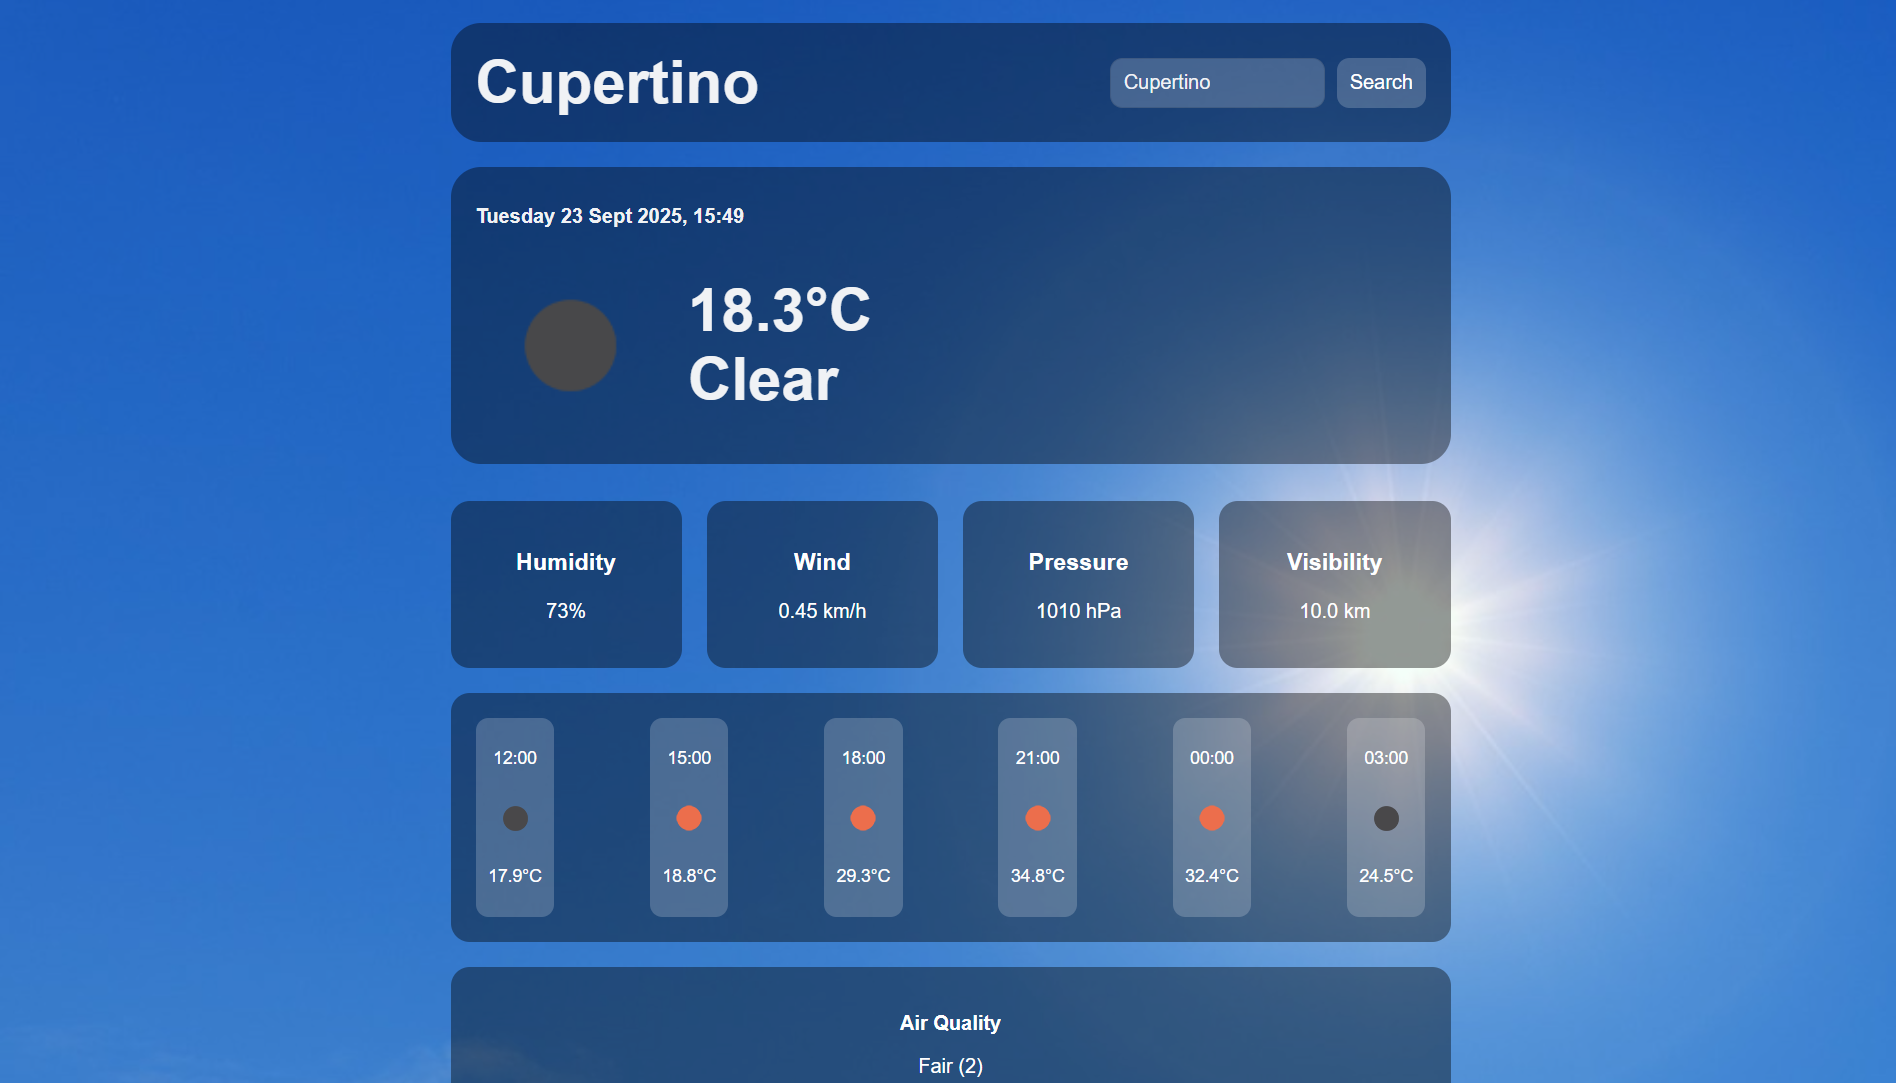 Cupertino
Cupertino
Search
Tuesday 23 Sept 2025, 15:49
18.3°C
Clear
Humidity
73%
Wind
0.45 km/h
Pressure
1010 hPa
Visibility
10.0 km
12:00
17.9°C
15:00
18.8°C
18:00
29.3°C
21:00
34.8°C
00:00
32.4°C
03:00
24.5°C
Air Quality
Fair (2)